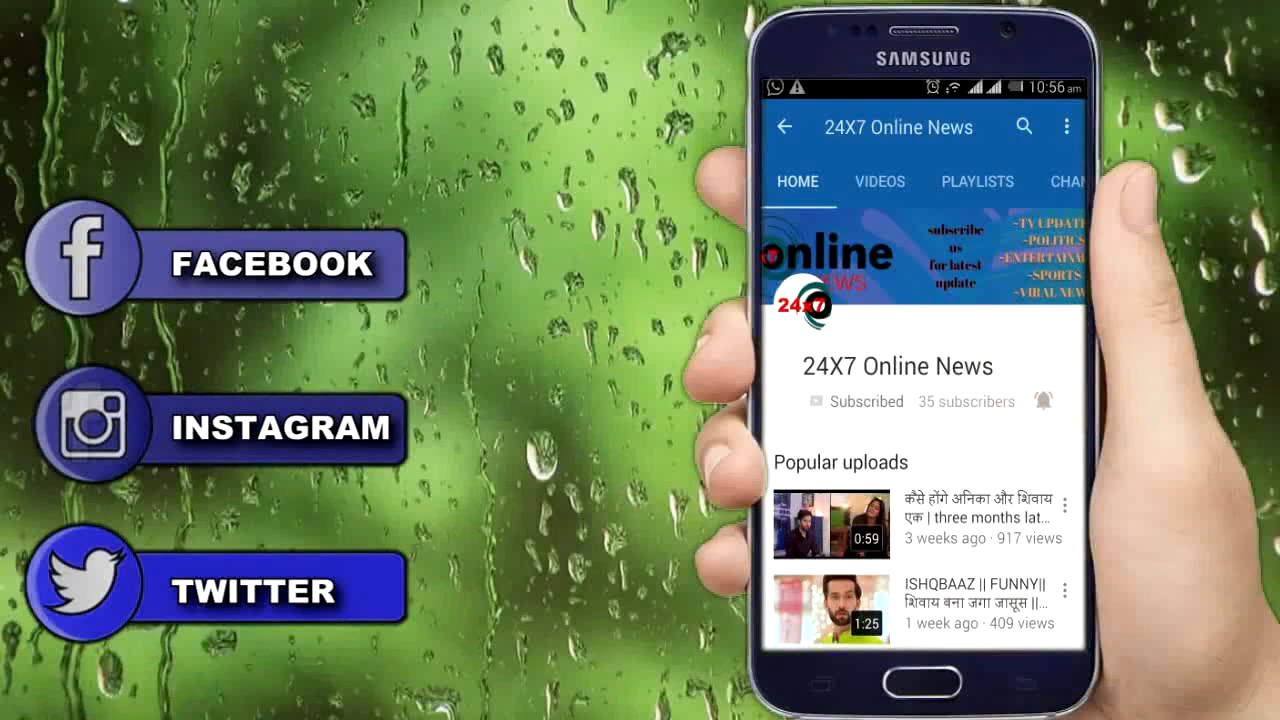 FACEBOOK
INSTAGRAM
TWITTER
SAMSUNG
10:56 am
24X7 Online News
HOME VIDEOS PLAYLISTS CHAN
online
NEWS
subscribe
us
for latest
update
-TV UPDATE
-POLITICS
-ENTERTAINM
-SPORTS
-VIRAL NEW
24x7
24X7 Online News
Subscribed 35 subscribers
Popular uploads
कैसे होंगे अनिका और शिवाय
एक | three months lat...
3 weeks ago · 917 views
0:59
ISHQBAAZ || FUNNY||
शिवाय बना जगा जासूस ||...
1 week ago · 409 views
1:25